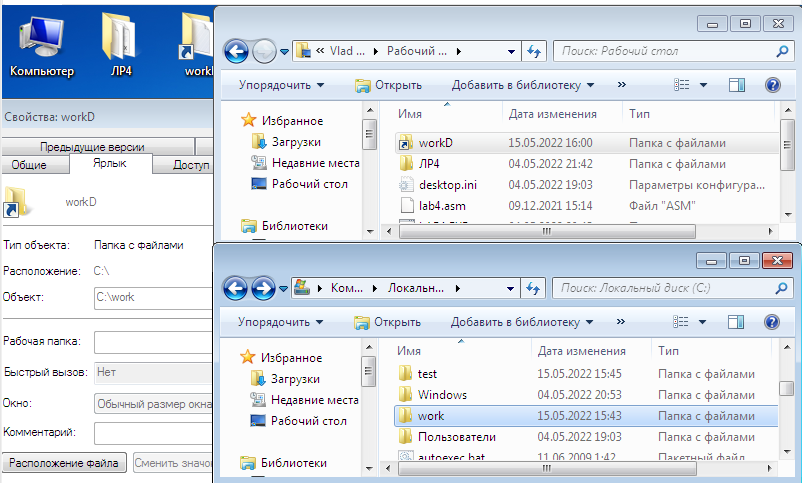 Компьютер
ЛР4
work
Свойства: workD
Предыдущие версии
Общие
Ярлык
Доступ
workD
Тип объекта: Папка с файлами
Расположение: C:\
Объект: C:\work
Рабочая папка:
Быстрый вызов: Нет
Окно: Обычный размер окна
Комментарий:
Расположение файла
Сменить значо
« Vlad ... Рабочий ...
Поиск: Рабочий стол
Упорядочить Открыть Добавить в библиотеку »
Избранное
Загрузки
Недавние места
Рабочий стол
Библиотеки
Имя Дата изменения Тип
workD 15.05.2022 16:00 Папка с файлами
ЛР4 04.05.2022 21:42 Папка с файлами
desktop.ini 04.05.2022 19:03 Параметры конфигура...
lab4.asm 09.12.2021 15:14 Файл "ASM"
Ком... Локальн...
Поиск: Локальный диск (C:)
Упорядочить Открыть Добавить в библиотеку »
Избранное
Загрузки
Недавние места
Рабочий стол
Библиотеки
Имя Дата изменения Тип
test 15.05.2022 15:45 Папка с файлами
Windows 04.05.2022 20:53 Папка с файлами
work 15.05.2022 15:43 Папка с файлами
Пользователи 04.05.2022 19:03 Папка с файлами
autoexec.bat 11.06.2009 1:42 Пакетный файл